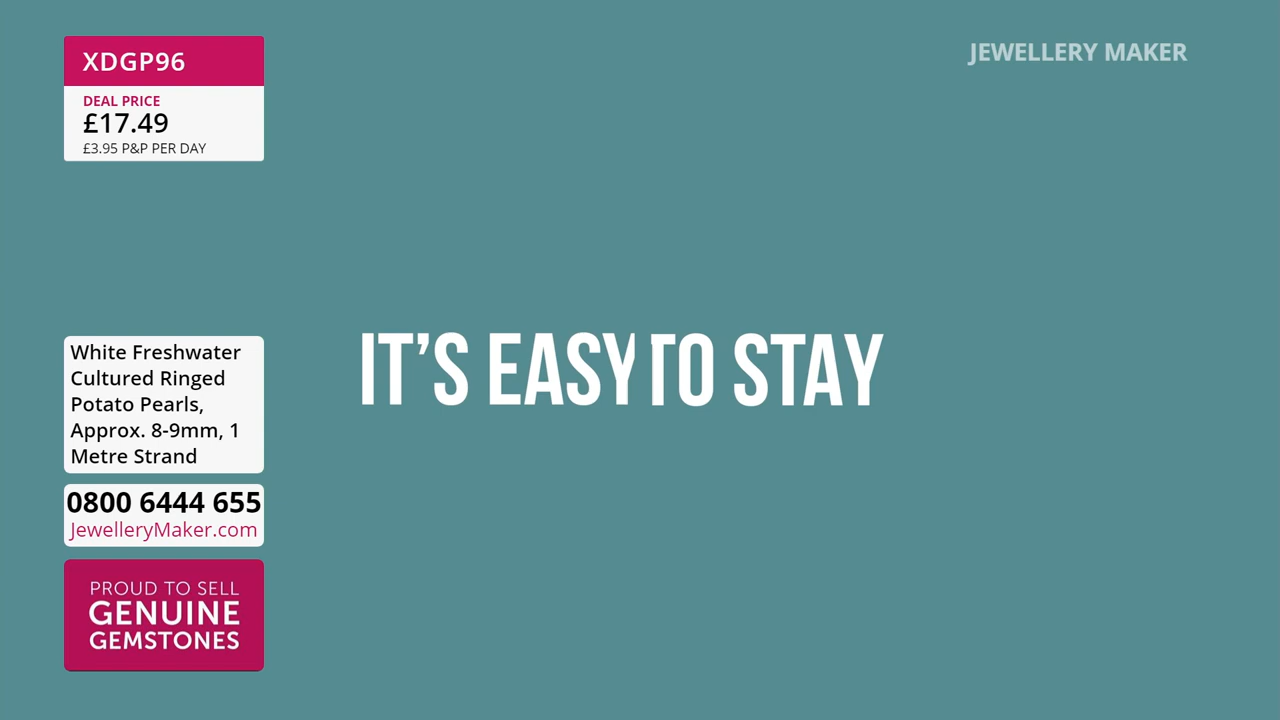 XDGP96
DEAL PRICE
£17.49
£3.95 P&P PER DAY
JEWELLERY MAKER
IT'S EASY TO STAY
White Freshwater
Cultured Ringed
Potato Pearls,
Approx. 8-9mm, 1
Metre Strand
0800 6444 655
JewelleryMaker.com
PROUD TO SELL
GENUINE
GEMSTONES